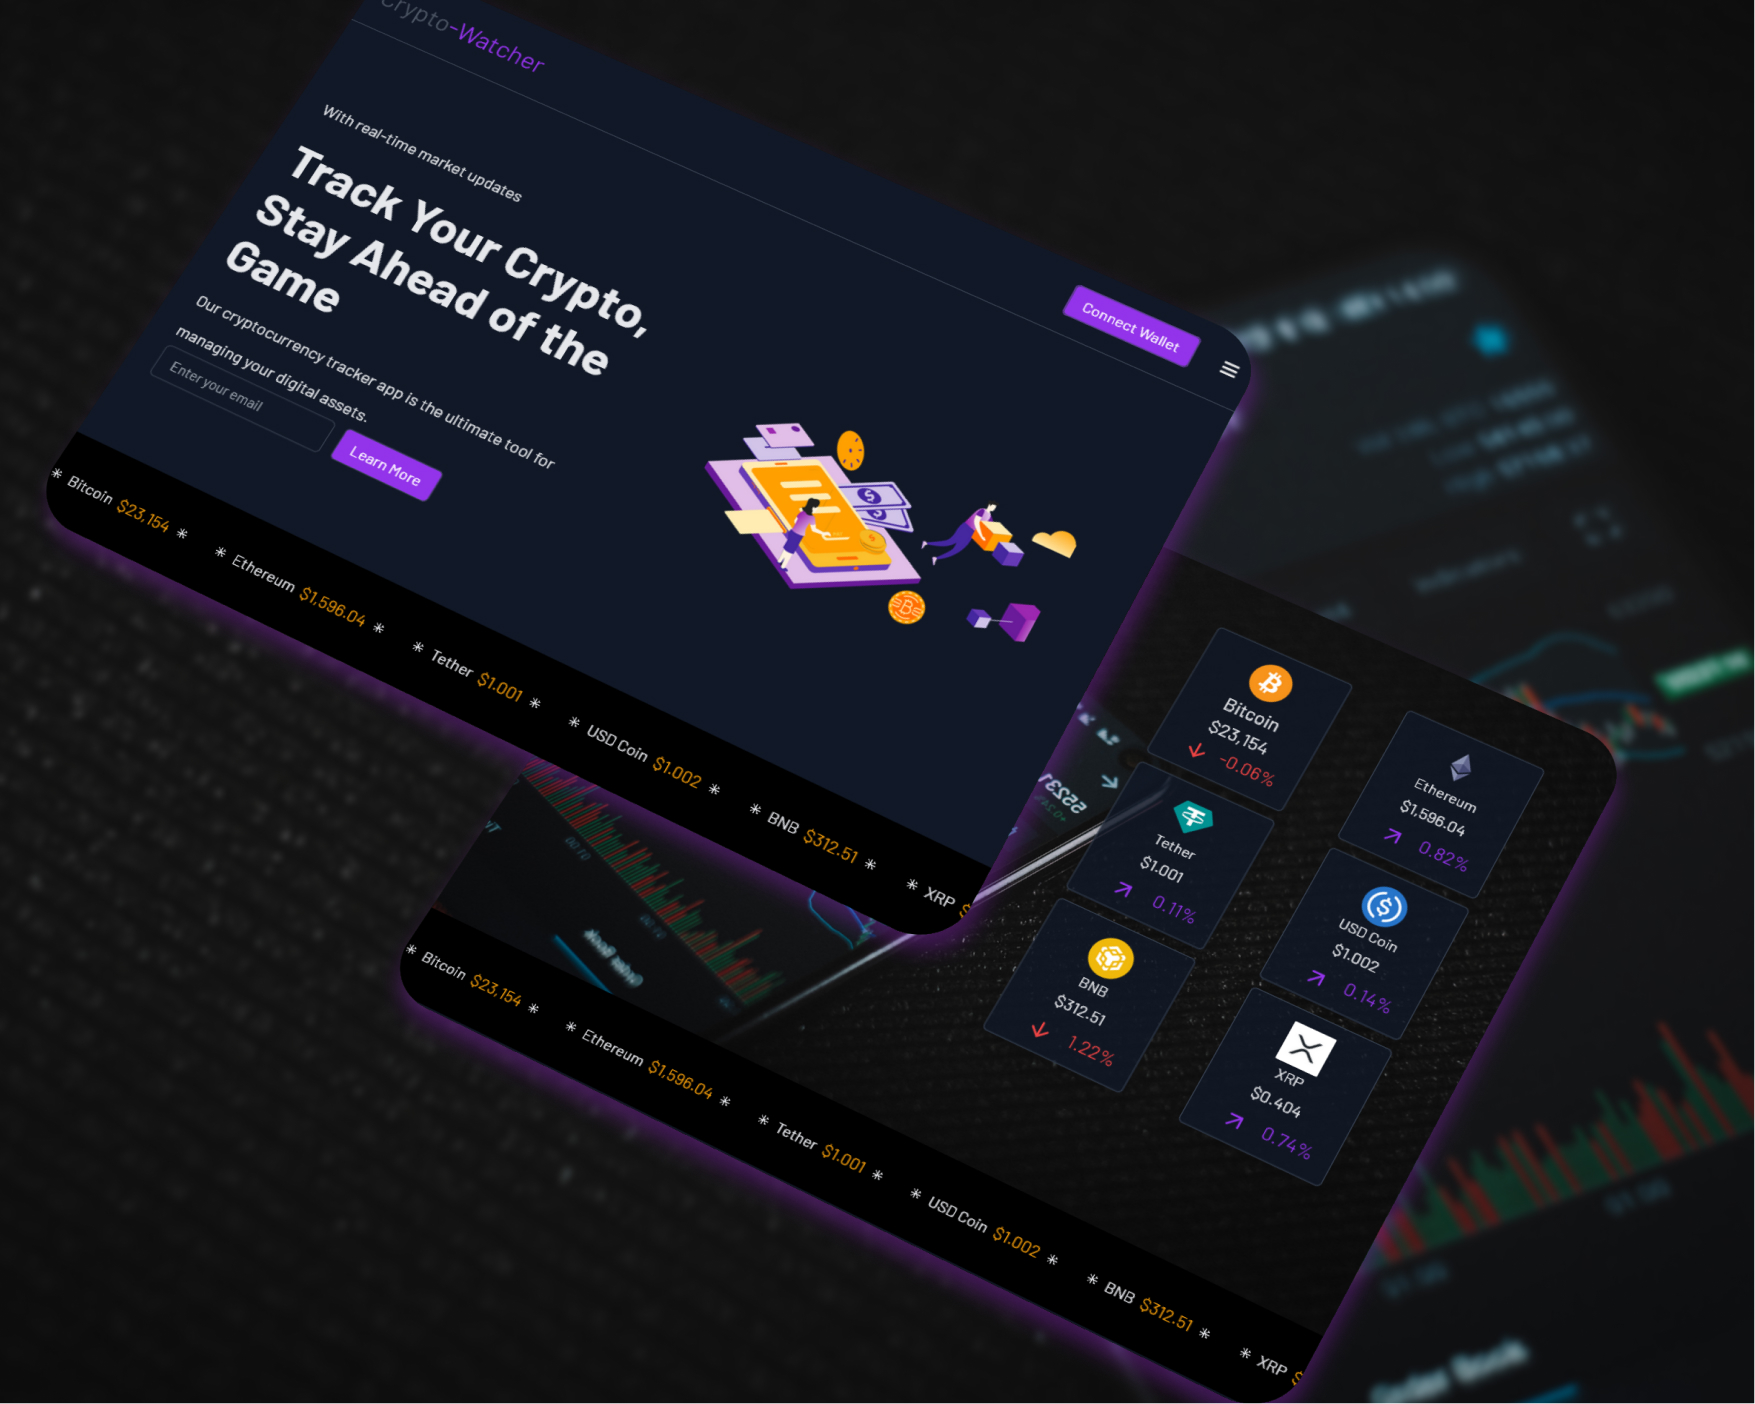 Crypto-Watcher
Connect Wallet
With real-time market updates
Track Your Crypto,
Stay Ahead of the
Game
Our cryptocurrency tracker app is the ultimate tool for
managing your digital assets.
Enter your email
Learn More
* Bitcoin $23,154 * * Ethereum $1,596.04 * * Tether $1.001 * * USD Coin $1.002 * * BNB $312.51 * * XRP $
Bitcoin
$23,154
-0.06%
Ethereum
$1,596.04
0.82%
Tether
$1.001
0.11%
USD Coin
$1.002
0.14%
BNB
$312.51
1.22%
XRP
$0.404
0.74%
* Bitcoin $23,154 * * Ethereum $1,596.04 * * Tether $1.001 * * USD Coin $1.002 * * BNB $312.51 * * XRP $
Indicators
Order Book
Order Book